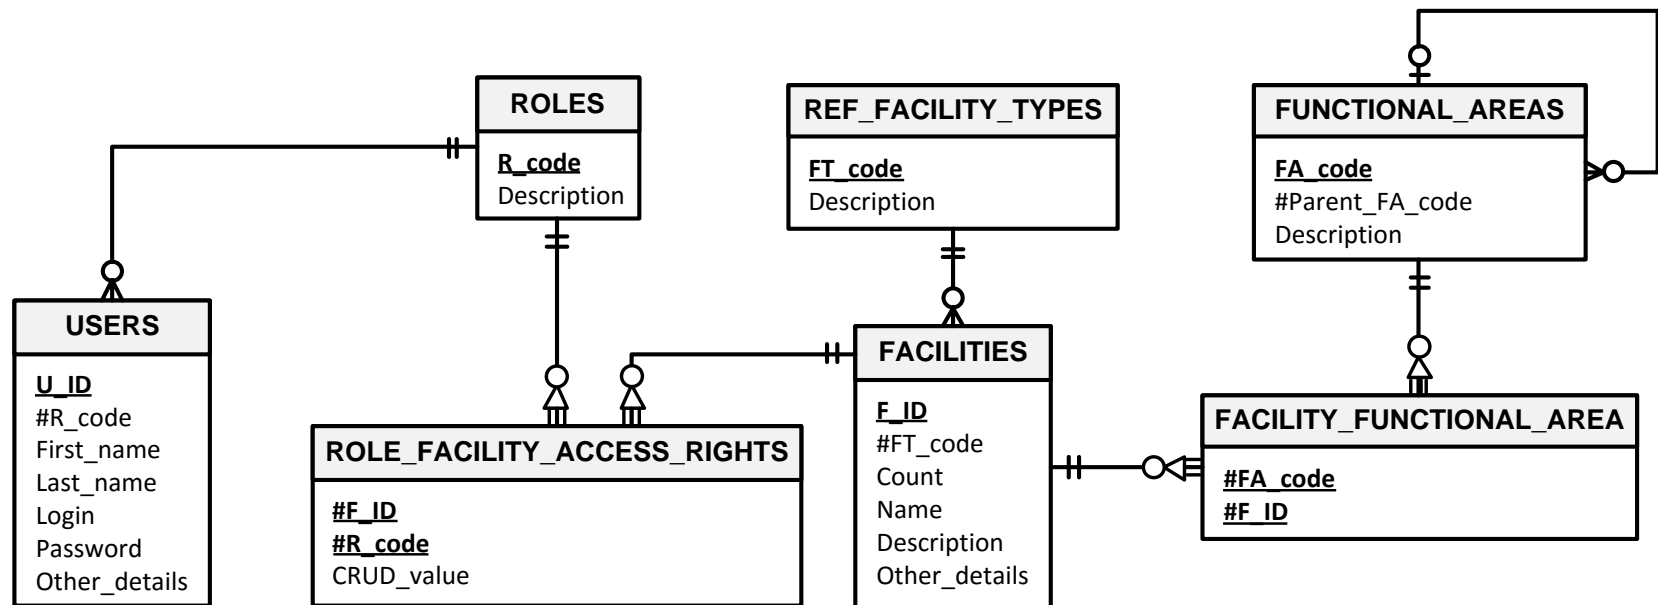 ROLES
R_code
Description
REF_FACILITY_TYPES
FT_code
Description
FUNCTIONAL_AREAS
FA_code
#Parent_FA_code
Description
USERS
U_ID
#R_code
First_name
Last_name
Login
Password
Other_details
ROLE_FACILITY_ACCESS_RIGHTS
#F_ID
#R_code
CRUD_value
FACILITIES
F_ID
#FT_code
Count
Name
Description
Other_details
FACILITY_FUNCTIONAL_AREA
#FA_code
#F_ID